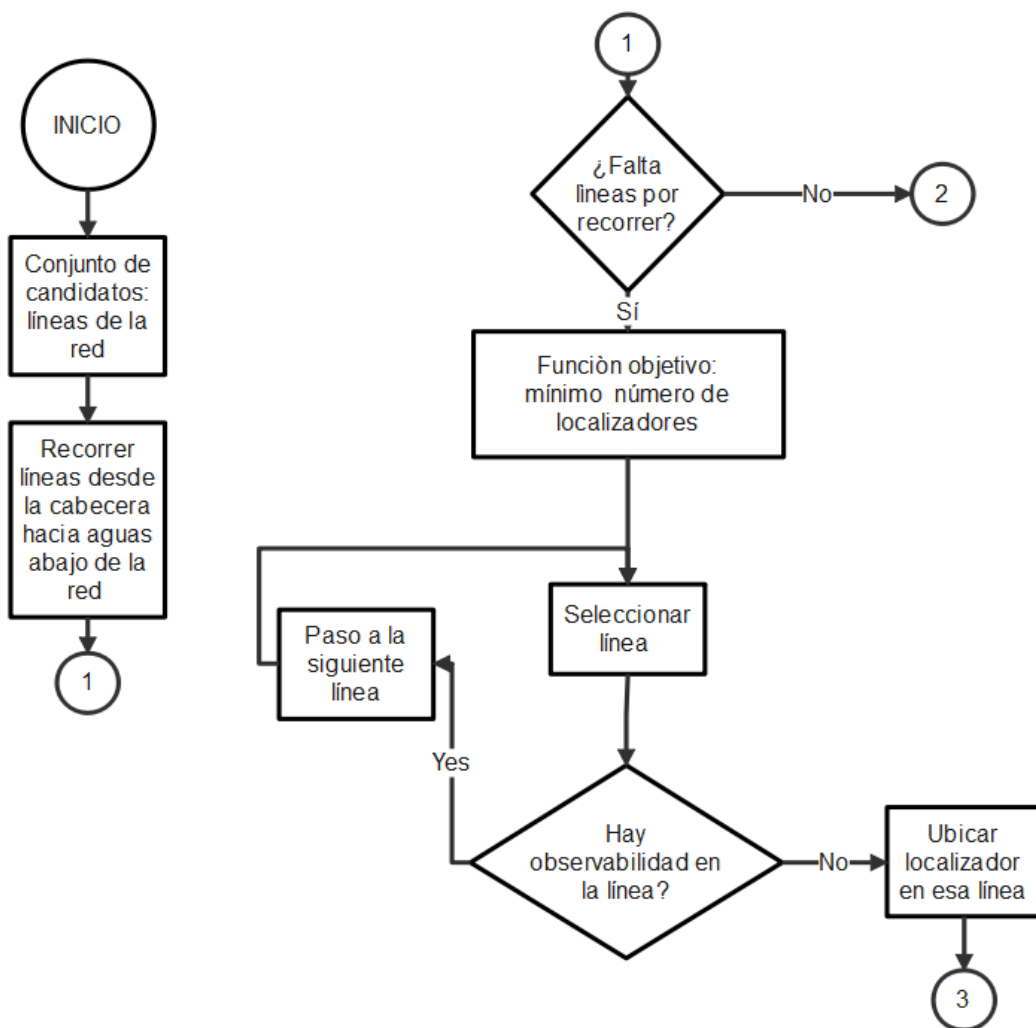 INICIO
Conjunto de
candidatos:
líneas de la
red
Recorrer
líneas desde
la cabecera
hacia aguas
abajo de la
red
1
1
¿Falta
lìneas por
recorrer?
No
2
Sí
Funciòn objetivo:
mínimo número de
localizadores
Seleccionar
línea
Paso a la
siguiente
línea
Yes
Hay
observabilidad en
la línea?
No
Ubicar
localizador
en esa línea
3